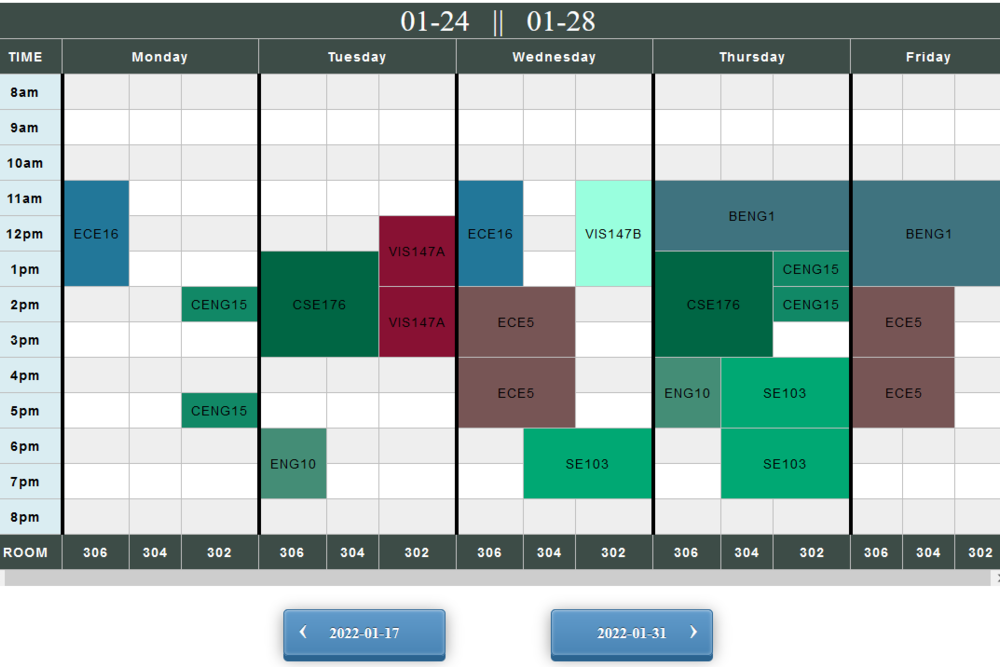 01-24 || 01-28
TIME Monday Tuesday Wednesday Thursday Friday
8am
9am
10am
11am
BENG1
12pm ECE16 ECE16 VIS147B BENG1
VIS147A
1pm CENG15
2pm CENG15 CSE176 CSE176 CENG15
VIS147A ECE5 ECE5
3pm
4pm
ECE5 ENG10 SE103 ECE5
5pm CENG15
6pm
ENG10 SE103 SE103
7pm
8pm
ROOM 306 304 302 306 304 302 306 304 302 306 304 302 306 304 302
‹ 2022-01-17 2022-01-31 ›